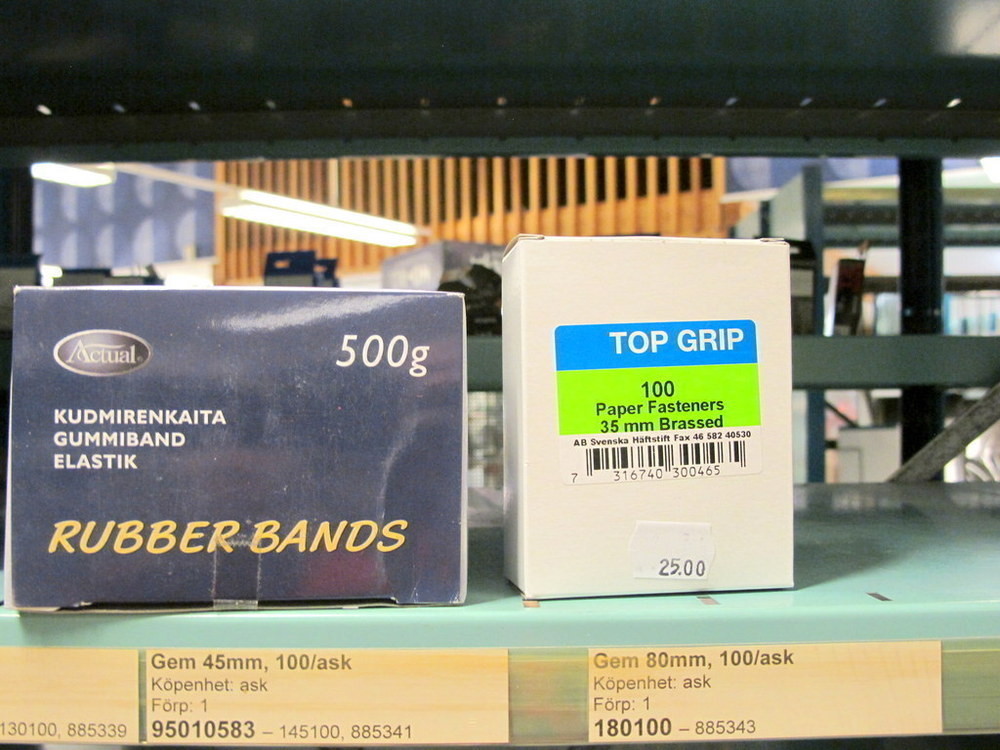 Actual
500g
KUDMIRENKAITA
GUMMIBAND
ELASTIK
RUBBER BANDS
TOP GRIP
100
Paper Fasteners
35 mm Brassed
AB Svenska Häftstift Fax 46 582 40530
7 316740 300465
25.00
130100, 885339
Gem 45mm, 100/ask
Köpenhet: ask
Förp: 1
95010583 – 145100, 885341
Gem 80mm, 100/ask
Köpenhet: ask
Förp: 1
180100 – 885343